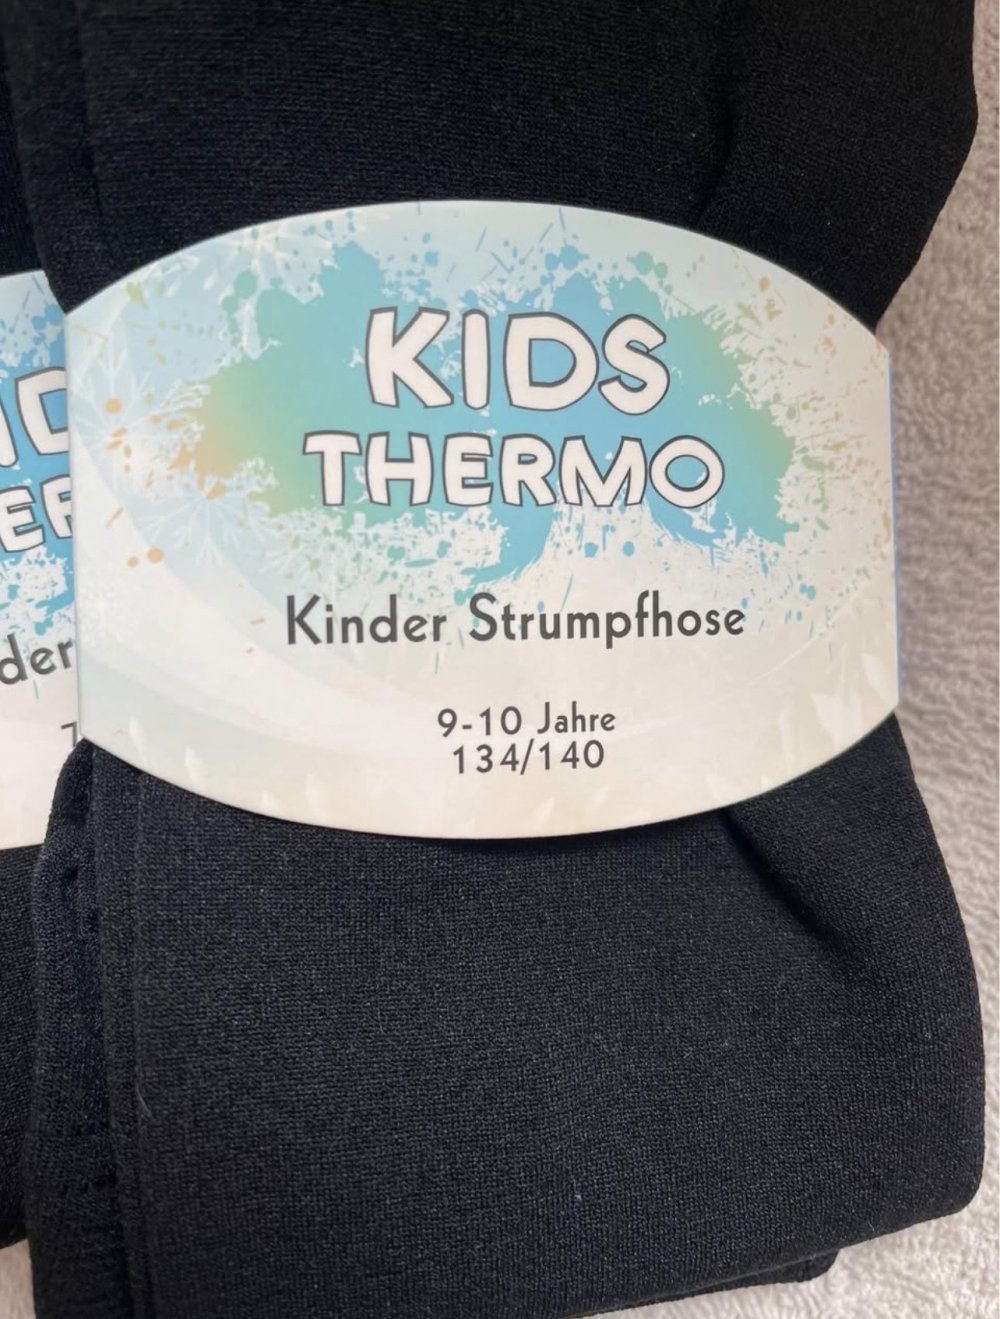 KIDS
THERMO
Kinder Strumpfhose
9-10 Jahre
134/140